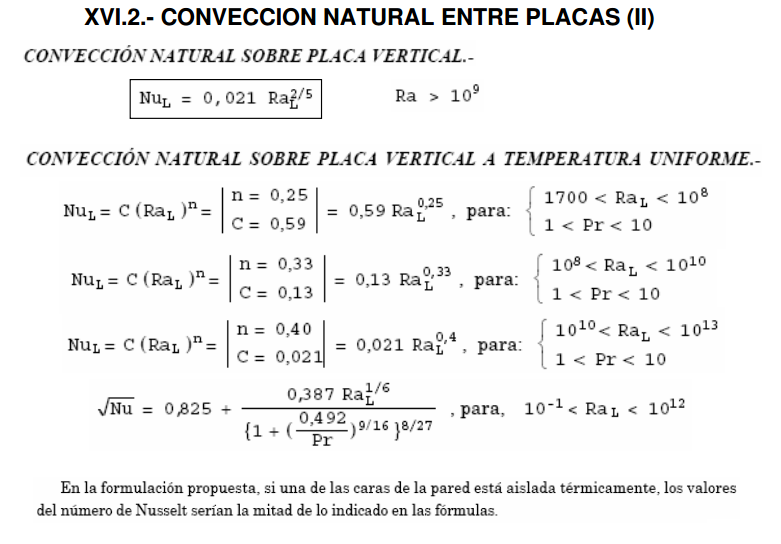 XVI.2.- CONVECCION NATURAL ENTRE PLACAS (II)
CONVECCIÓN NATURAL SOBRE PLACA VERTICAL.-
Nu_L = 0,021 Ra_L^{2/5}    Ra > 10^9
CONVECCIÓN NATURAL SOBRE PLACA VERTICAL A TEMPERATURA UNIFORME.-
Nu_L = C (Ra_L)^n = | n = 0,25 ; C = 0,59 | = 0,59 Ra_L^{0,25} , para: { 1700 < Ra_L < 10^8 ; 1 < Pr < 10
Nu_L = C (Ra_L)^n = | n = 0,33 ; C = 0,13 | = 0,13 Ra_L^{0,33} , para: { 10^8 < Ra_L < 10^{10} ; 1 < Pr < 10
Nu_L = C (Ra_L)^n = | n = 0,40 ; C = 0,021 | = 0,021 Ra_L^{0,4} , para: { 10^{10} < Ra_L < 10^{13} ; 1 < Pr < 10
√Nu = 0,825 + 0,387 Ra_L^{1/6} / {1 + (0,492 / Pr)^{9/16} }^{8/27} , para, 10^{-1} < Ra_L < 10^{12}
En la formulación propuesta, si una de las caras de la pared está aislada térmicamente, los valores
del número de Nusselt serían la mitad de lo indicado en las fórmulas.